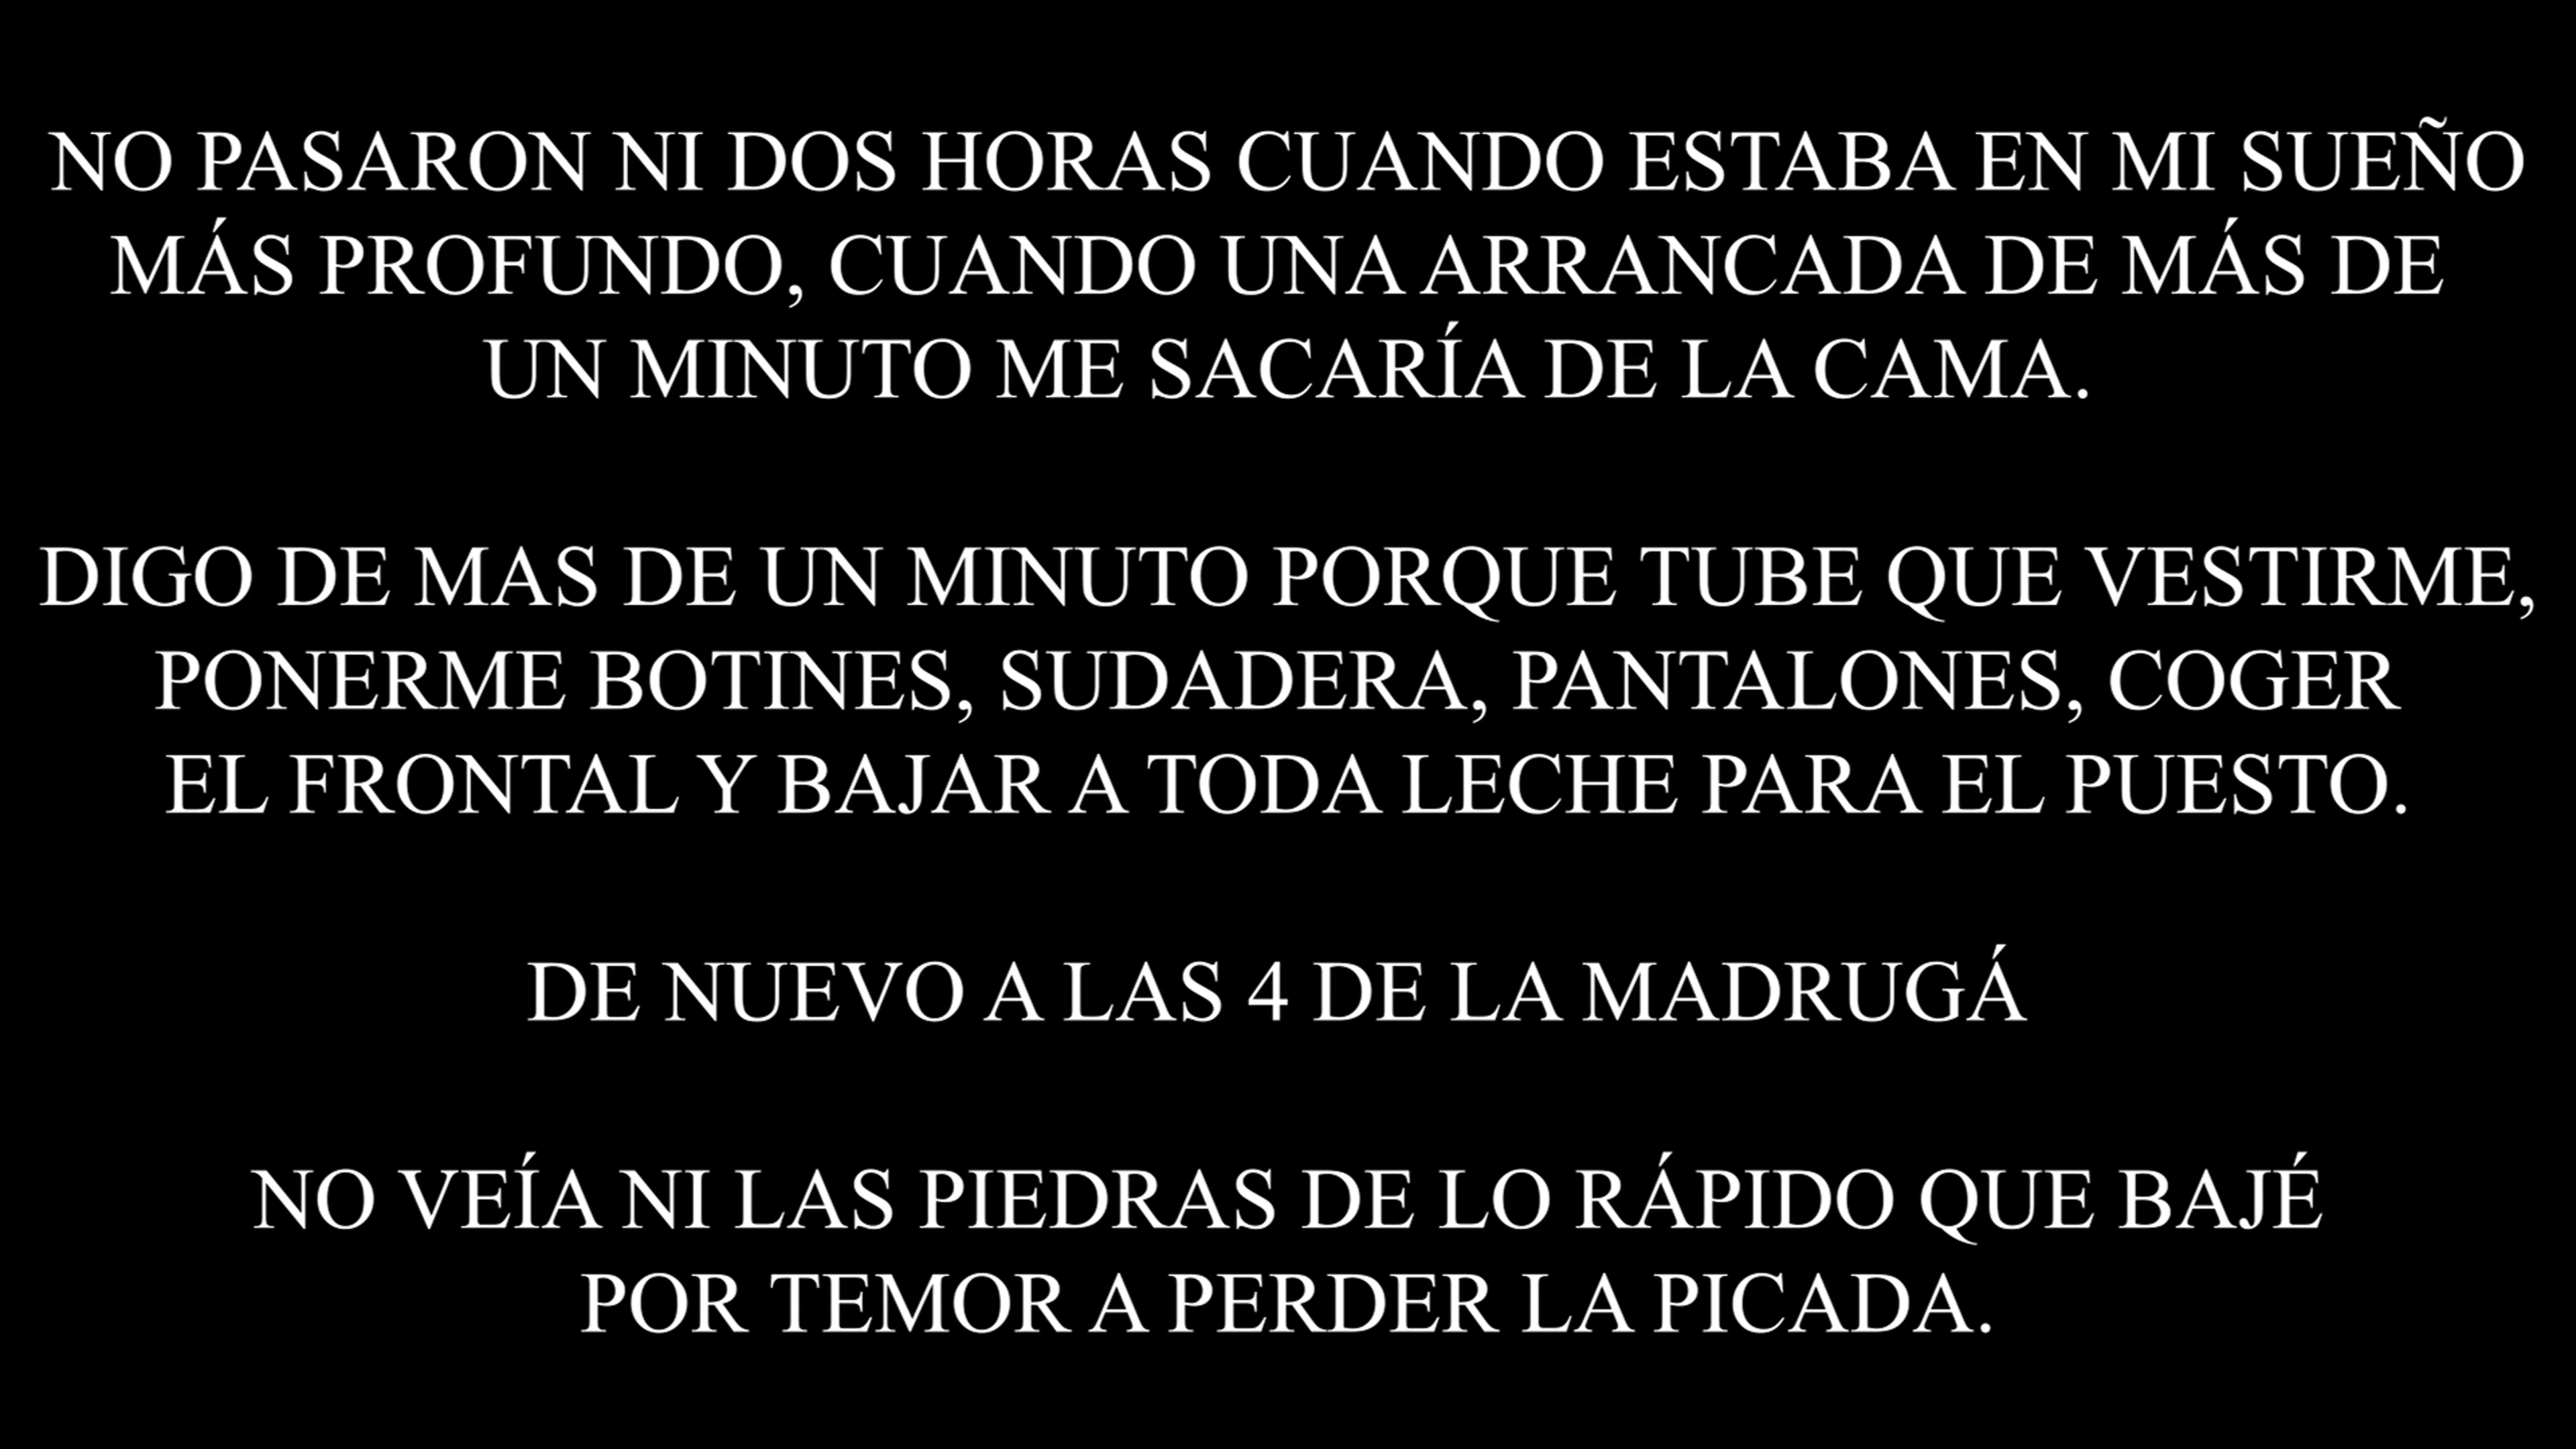 NO PASARON NI DOS HORAS CUANDO ESTABA EN MI SUEÑO
MÁS PROFUNDO, CUANDO UNA ARRANCADA DE MÁS DE
UN MINUTO ME SACARÍA DE LA CAMA.
DIGO DE MAS DE UN MINUTO PORQUE TUBE QUE VESTIRME,
PONERME BOTINES, SUDADERA, PANTALONES, COGER
EL FRONTAL Y BAJAR A TODA LECHE PARA EL PUESTO.
DE NUEVO A LAS 4 DE LA MADRUGÁ
NO VEÍA NI LAS PIEDRAS DE LO RÁPIDO QUE BAJÉ
POR TEMOR A PERDER LA PICADA.